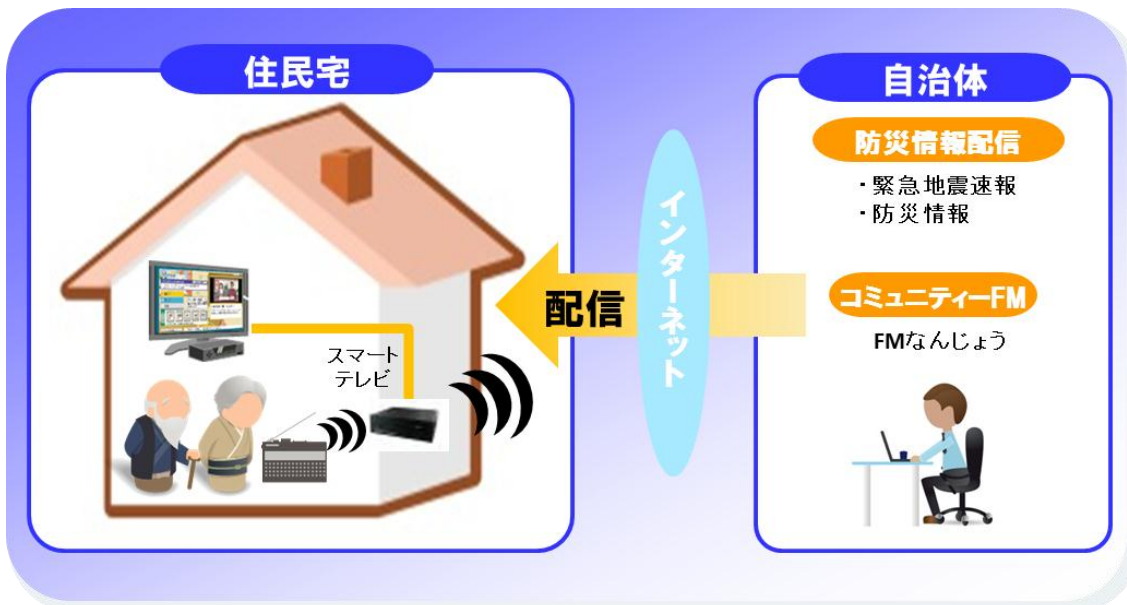 住民宅
スマート
テレビ
配信
インターネット
自治体
防災情報配信
・緊急地震速報
・防災情報
コミュニティーFM
FMなんじょう